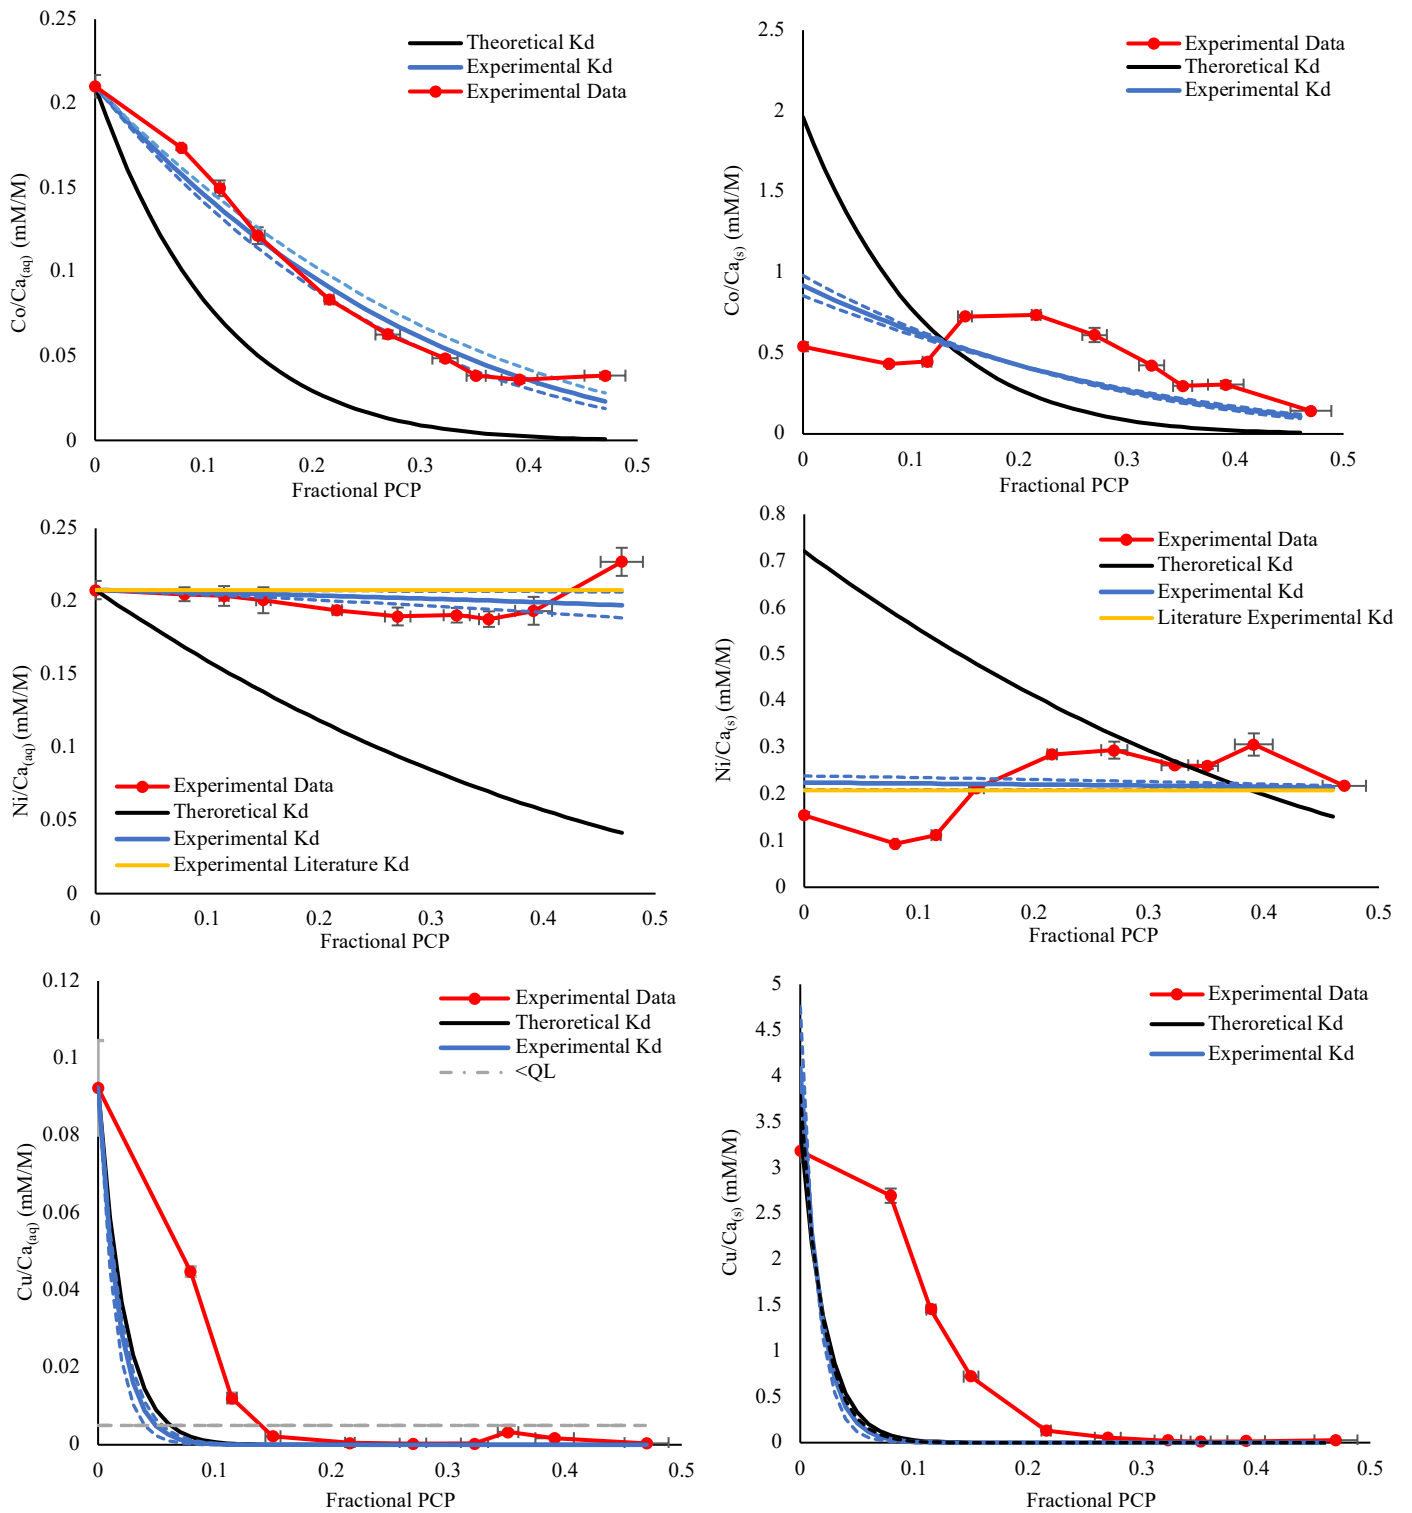 0.25
0.2
0.15
0.1
0.05
0
Co/Ca(aq) (mM/M)
Theoretical Kd
Experimental Kd
Experimental Data
0 0.1 0.2 0.3 0.4 0.5
Fractional PCP
2.5
2
1.5
1
0.5
0
Co/Ca(s) (mM/M)
Experimental Data
Theroretical Kd
Experimental Kd
0 0.1 0.2 0.3 0.4 0.5
Fractional PCP
0.25
0.2
0.15
0.1
0.05
0
Ni/Ca(aq) (mM/M)
Experimental Data
Theroretical Kd
Experimental Kd
Experimental Literature Kd
0 0.1 0.2 0.3 0.4 0.5
Fractional PCP
0.8
0.7
0.6
0.5
0.4
0.3
0.2
0.1
0
Ni/Ca(s) (mM/M)
Experimental Data
Theroretical Kd
Experimental Kd
Literature Experimental Kd
0 0.1 0.2 0.3 0.4 0.5
Fractional PCP
0.12
0.1
0.08
0.06
0.04
0.02
0
Cu/Ca(aq) (mM/M)
Experimental Data
Theroretical Kd
Experimental Kd
<QL
0 0.1 0.2 0.3 0.4 0.5
Fractional PCP
5
4.5
4
3.5
3
2.5
2
1.5
1
0.5
0
Cu/Ca(s) (mM/M)
Experimental Data
Theroretical Kd
Experimental Kd
0 0.1 0.2 0.3 0.4 0.5
Fractional PCP